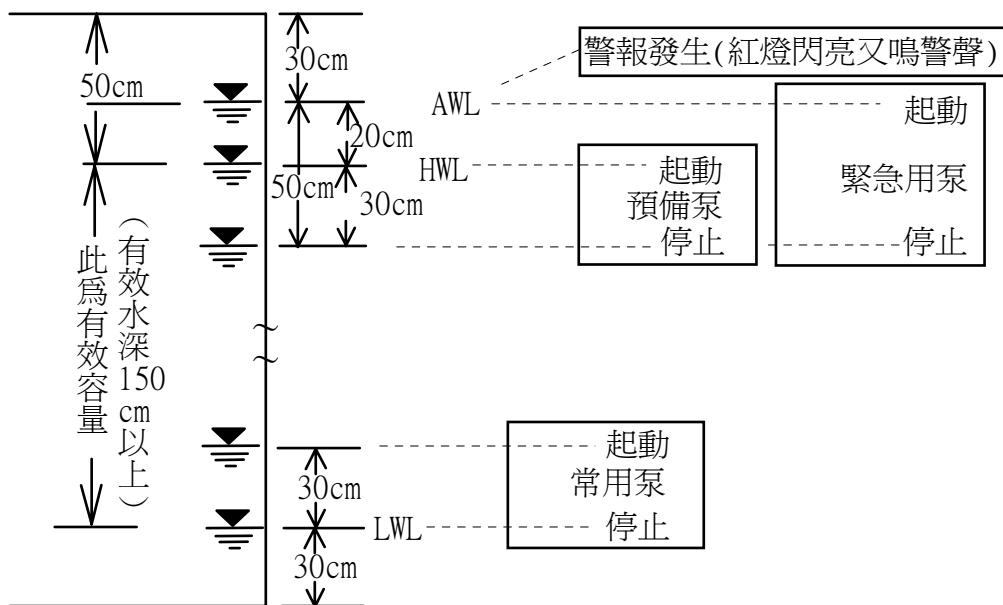 30cm
50cm
警報發生(紅燈閃亮又鳴警聲)
AWL
起動
20cm
HWL
50cm
30cm
起動
預備泵
停止
緊急用泵
停止
(有效水深150cm以上)
此爲有效容量
起動
30cm
常用泵
LWL
停止
30cm